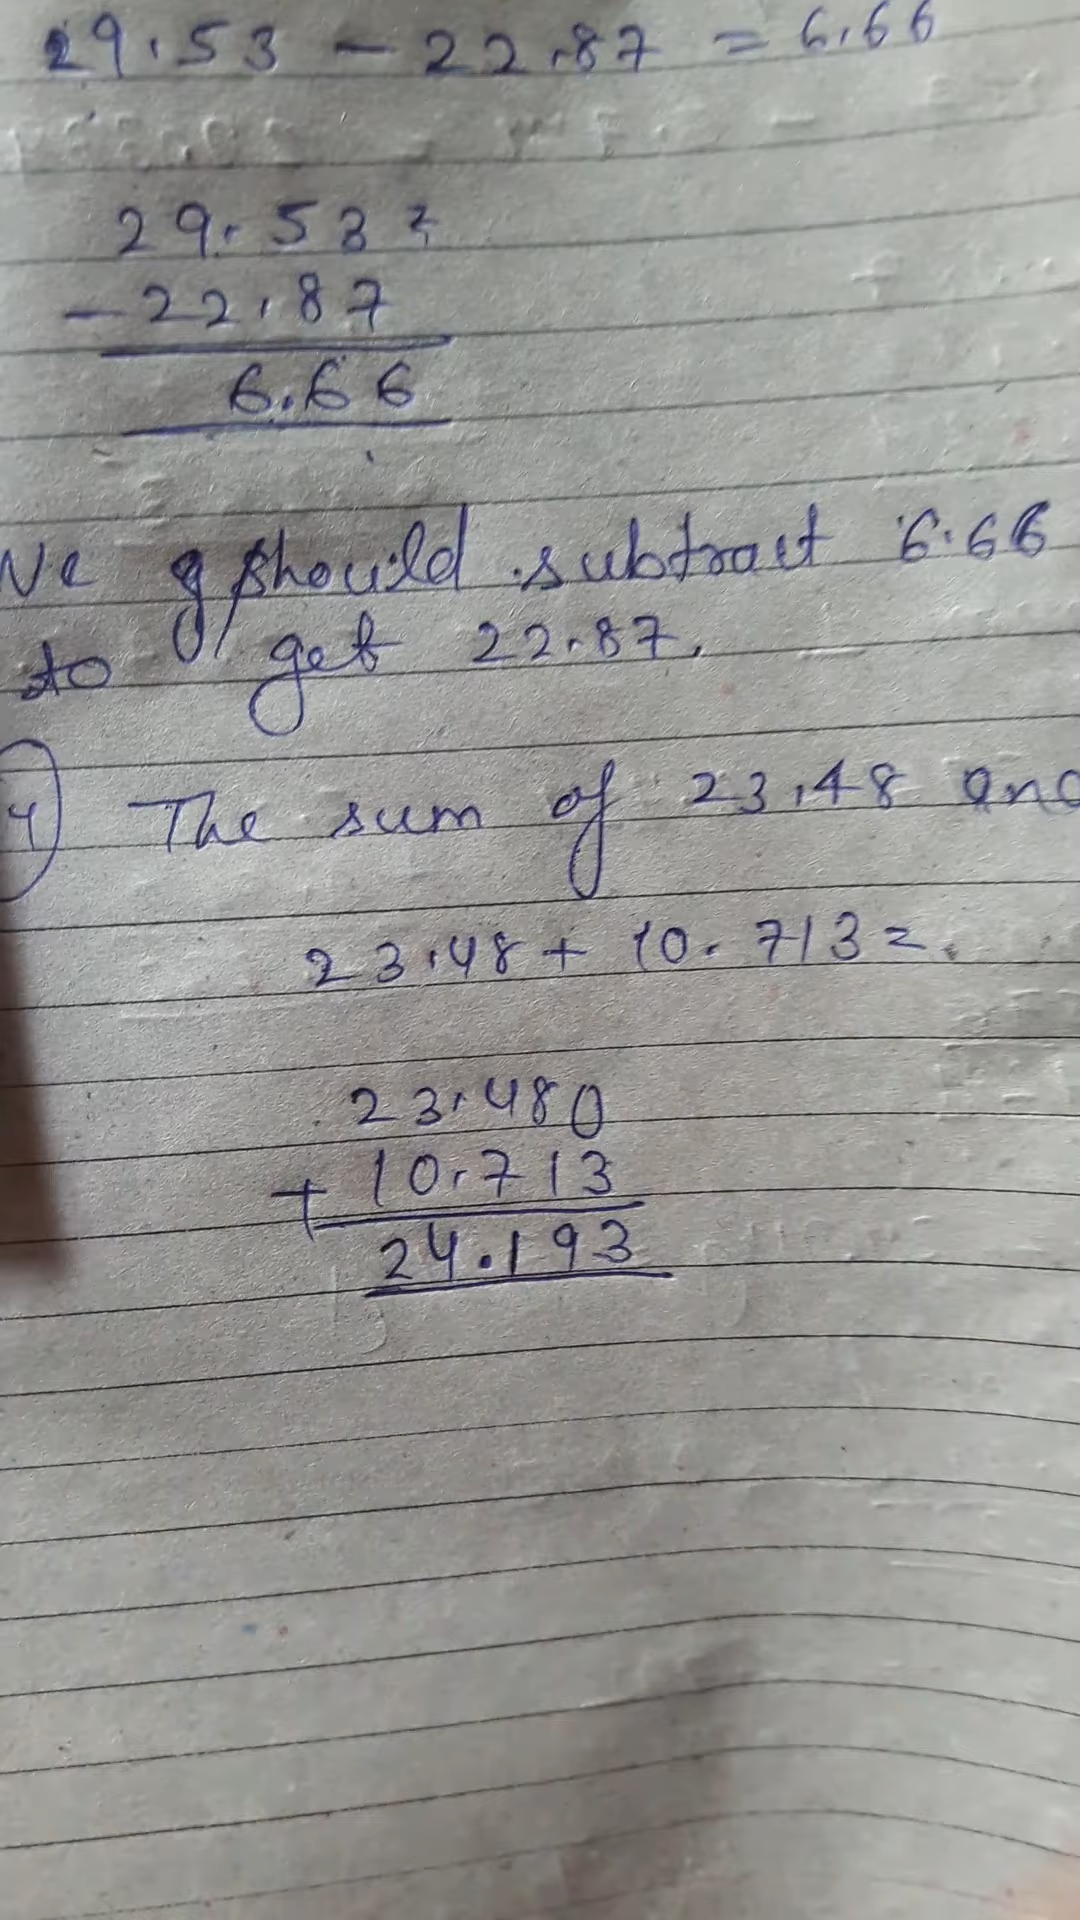 29.53 - 22.87 = 6.66
29.53 2
- 22.87
6.66
We should subtract 6.66
to get 22.87.
4) The sum of 23.48 and
23.48 + 10.713 =
23.480
+ 10.713
24.193